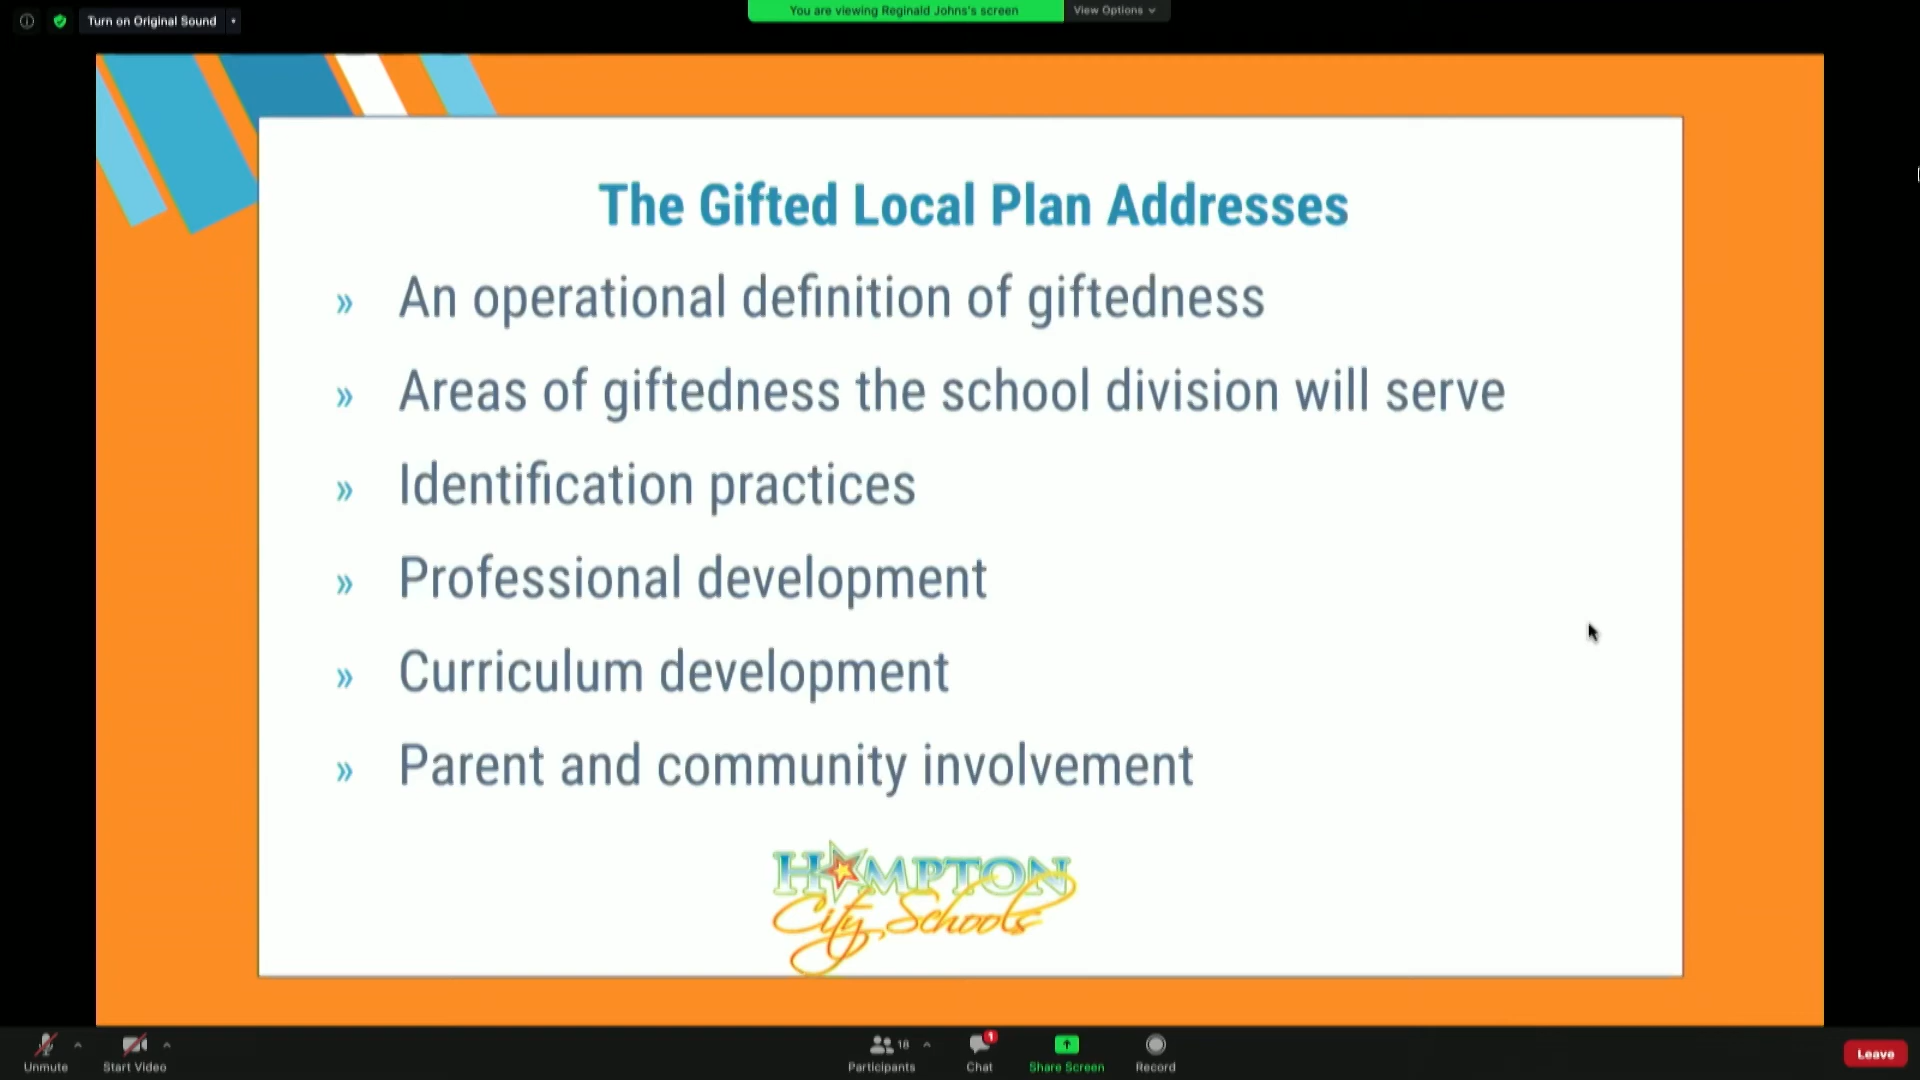 Turn on Original Sound
You are viewing Reginald Johns's screen
View Options
The Gifted Local Plan Addresses
» An operational definition of giftedness
» Areas of giftedness the school division will serve
» Identification practices
» Professional development
» Curriculum development
» Parent and community involvement
HAMPTON
City Schools
Unmute
Start Video
18
Participants
1
Chat
Share Screen
Record
Leave